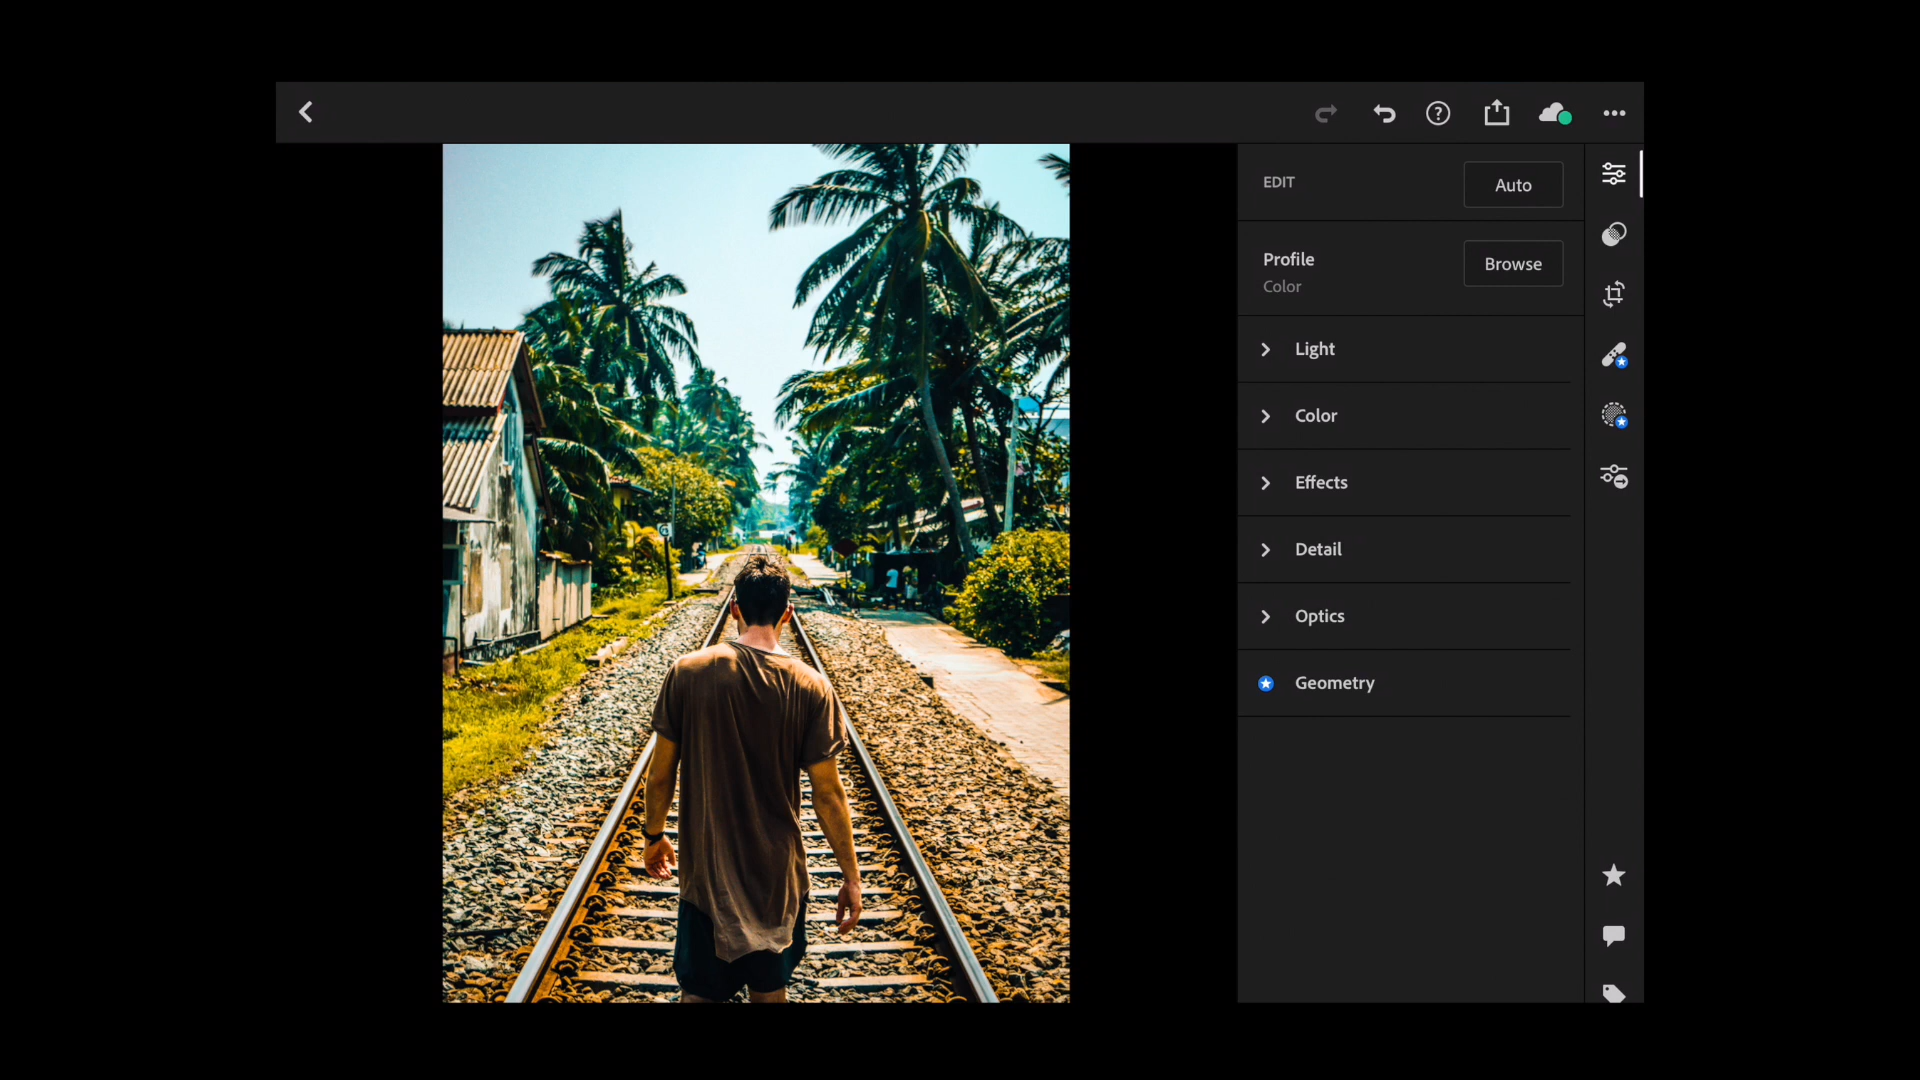 EDIT
Auto
Profile
Browse
Color
Light
Color
Effects
Detail
Optics
Geometry